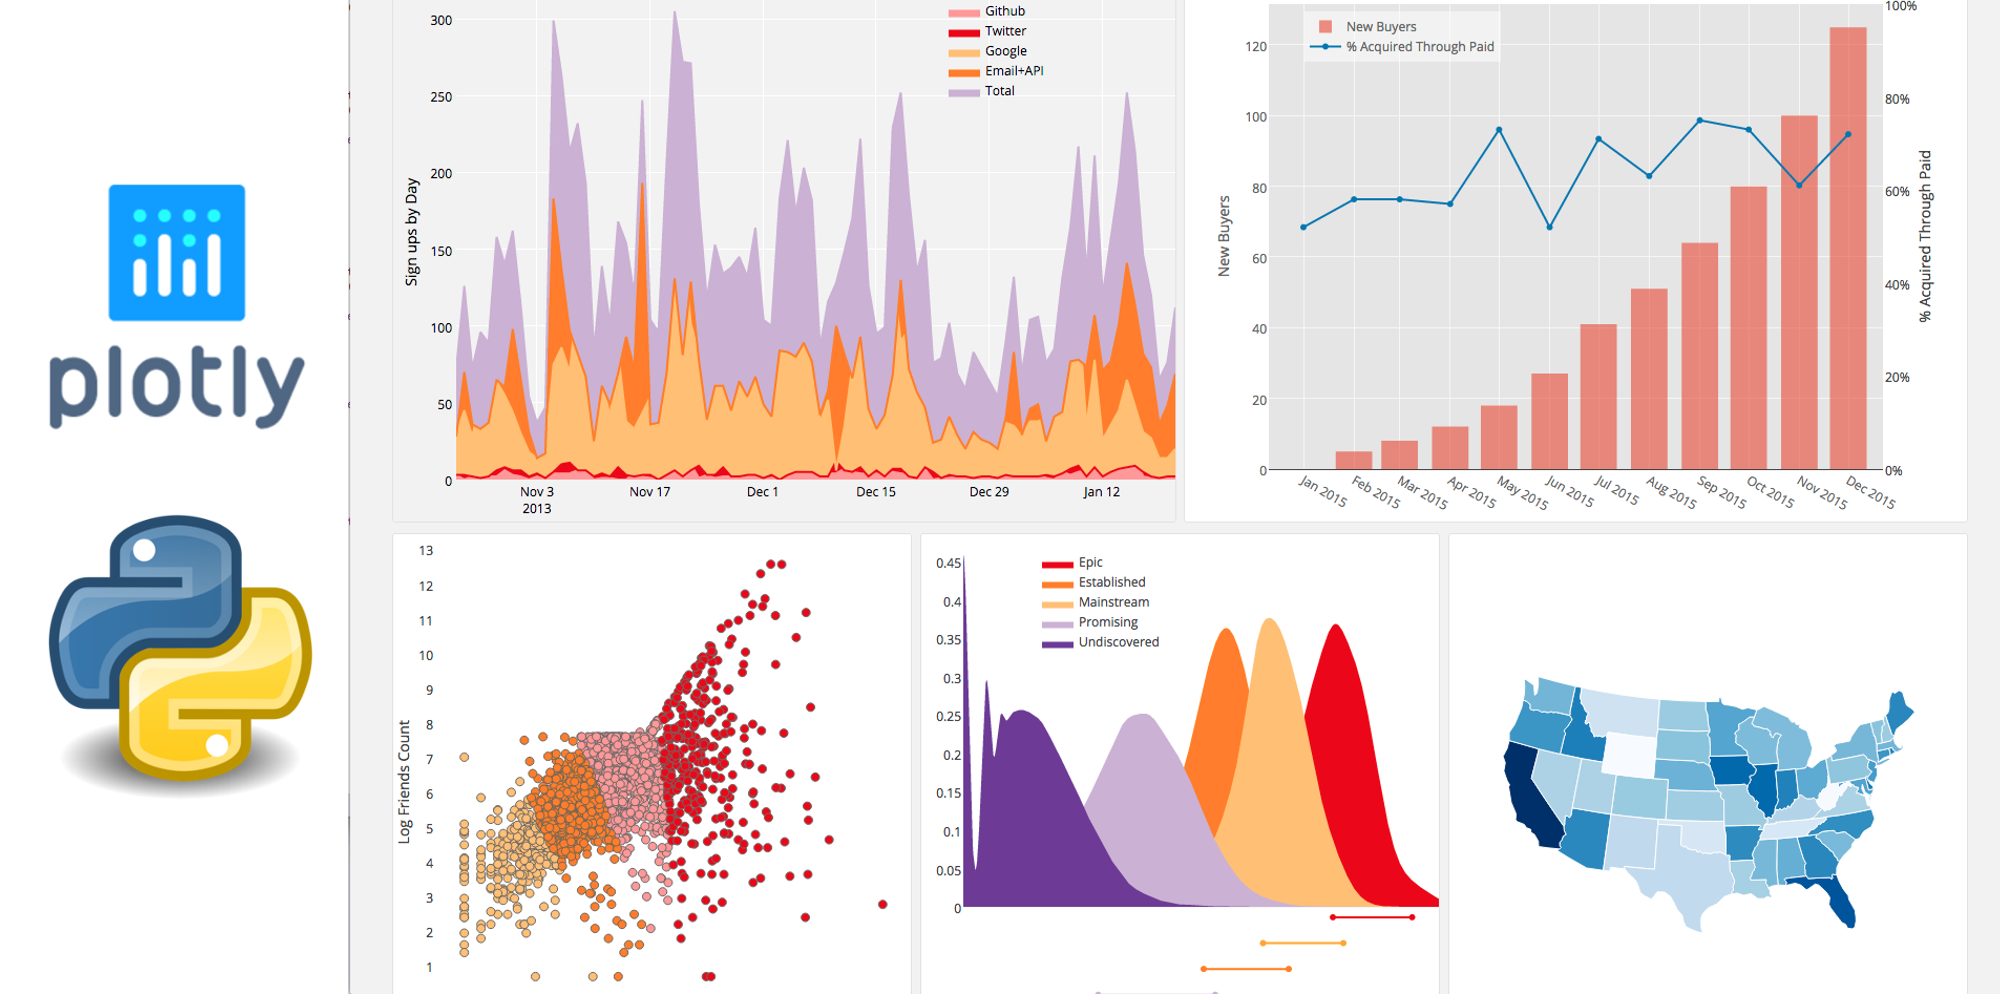 plotly
300
250
200
150
100
50
0
Sign ups by Day
Github
Twitter
Google
Email+API
Total
Nov 3
2013
Nov 17
Dec 1
Dec 15
Dec 29
Jan 12
New Buyers
% Acquired Through Paid
120
100
80
60
40
20
0
New Buyers
100%
80%
60%
40%
20%
0%
% Acquired Through Paid
Jan 2015
Feb 2015
Mar 2015
Apr 2015
May 2015
Jun 2015
Jul 2015
Aug 2015
Sep 2015
Oct 2015
Nov 2015
Dec 2015
13
12
11
10
9
8
7
6
5
4
3
2
1
Log Friends Count
0.45
0.4
0.35
0.3
0.25
0.2
0.15
0.1
0.05
0
Epic
Established
Mainstream
Promising
Undiscovered